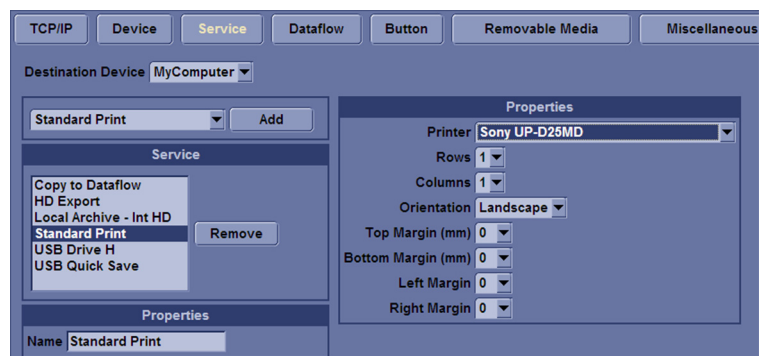 TCP/IP Device Service Dataflow Button Removable Media Miscellaneous
Destination Device MyComputer
Standard Print Add
Service
Copy to Dataflow
HD Export
Local Archive - Int HD
Standard Print
USB Drive H
USB Quick Save
Remove
Properties
Name Standard Print
Properties
Printer Sony UP-D25MD
Rows 1
Columns 1
Orientation Landscape
Top Margin (mm) 0
Bottom Margin (mm) 0
Left Margin 0
Right Margin 0